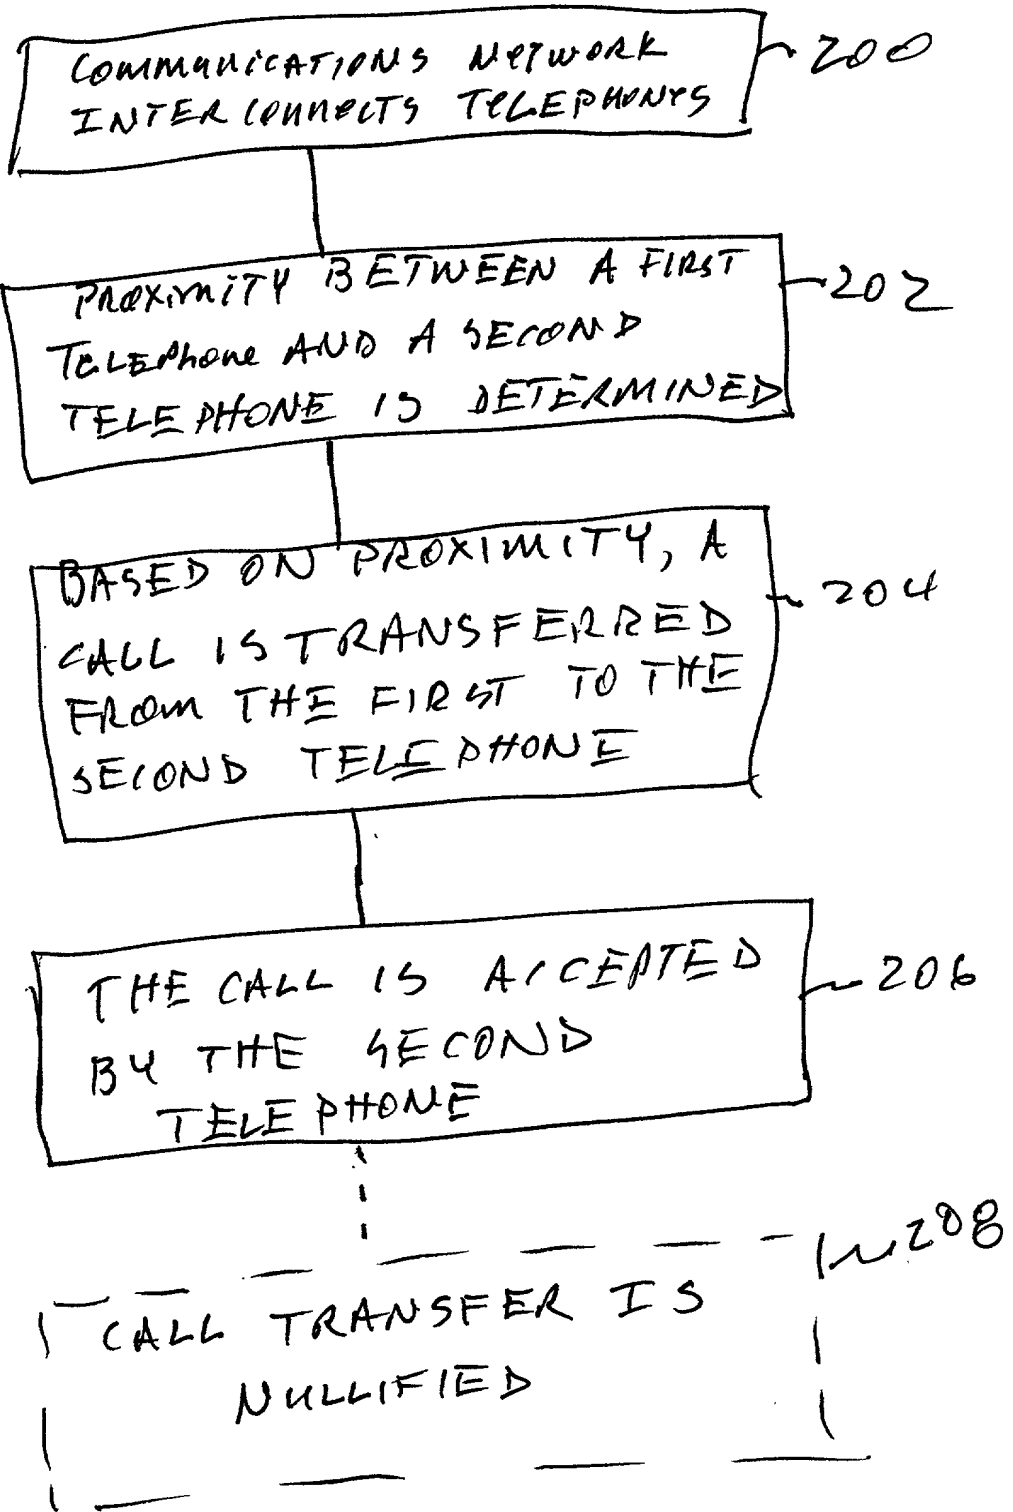 COMMUNICATIONS NETWORK 200
INTERCONNECTS TELEPHONES
PROXIMITY BETWEEN A FIRST 202
TELEPhone AND A SECOND
TELEPHONE IS DETERMINED
BASED ON PROXIMITY, A 204
CALL IS TRANSFERRED
FROM THE FIRST TO THE
SECOND TELEPHONE
THE CALL IS ACCEPTED 206
BY THE SECOND
TELEPHONE
208
CALL TRANSFER IS
NULLIFIED